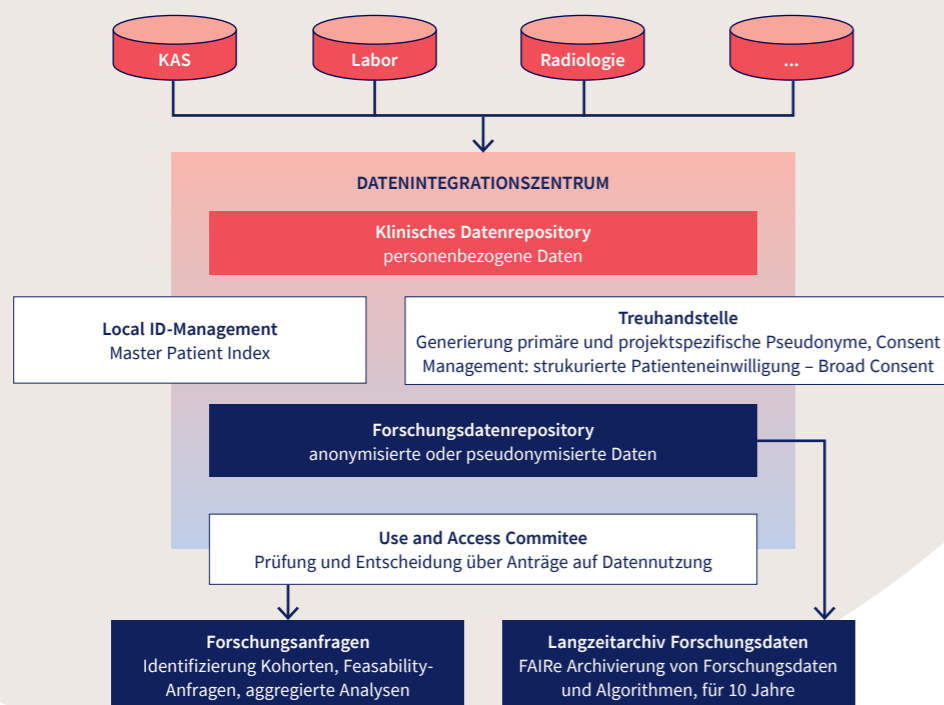 KAS
Labor
Radiologie
...
DATENINTEGRATIONSZENTRUM
Klinisches Datenrepository
personenbezogene Daten
Local ID-Management
Master Patient Index
Treuhandstelle
Generierung primäre und projektspezifische Pseudonyme, Consent
Management: strukurierte Patienteneinwilligung – Broad Consent
Forschungsdatenrepository
anonymisierte oder pseudonymisierte Daten
Use and Access Commitee
Prüfung und Entscheidung über Anträge auf Datennutzung
Forschungsanfragen
Identifizierung Kohorten, Feasability-
Anfragen, aggregierte Analysen
Langzeitarchiv Forschungsdaten
FAIRe Archivierung von Forschungsdaten
und Algorithmen, für 10 Jahre